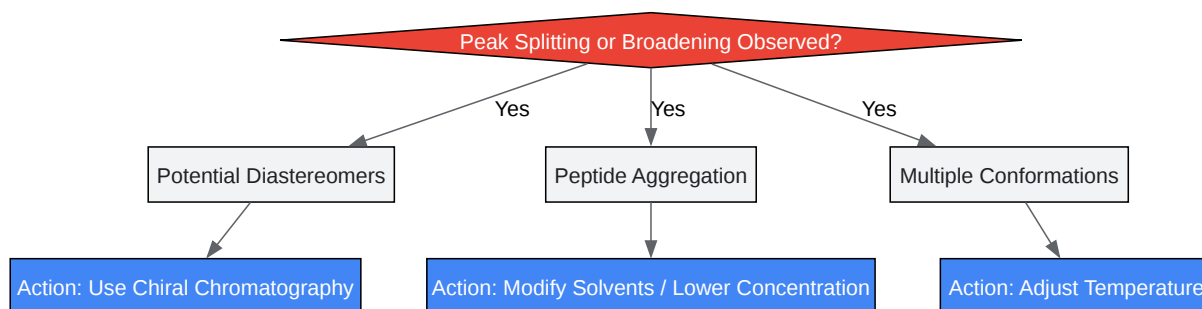 Peak Splitting or Broadening Observed?
Yes
Yes
Yes
Potential Diastereomers
Peptide Aggregation
Multiple Conformations
Action: Use Chiral Chromatography
Action: Modify Solvents / Lower Concentration
Action: Adjust Temperature